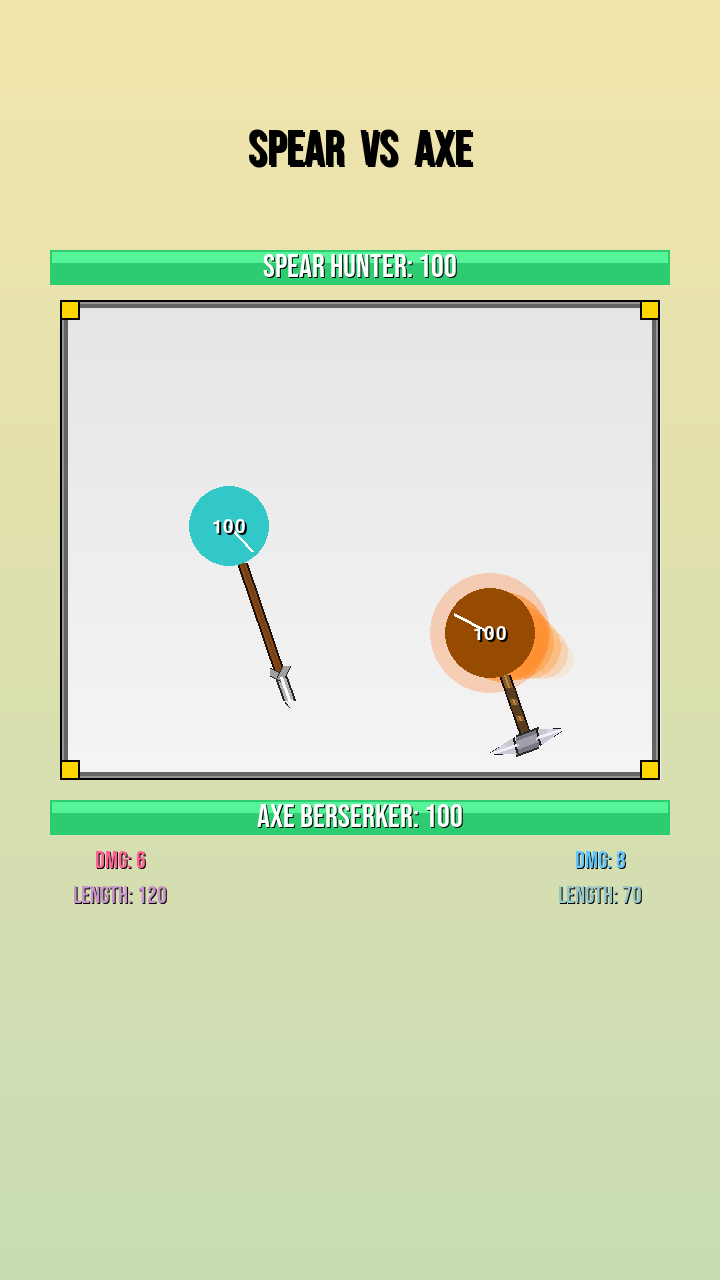 SPEAR VS AXE
SPEAR HUNTER: 100
100
100
AXE BERSERKER: 100
DMG: 6
DMG: 8
LENGTH: 120
LENGTH: 70